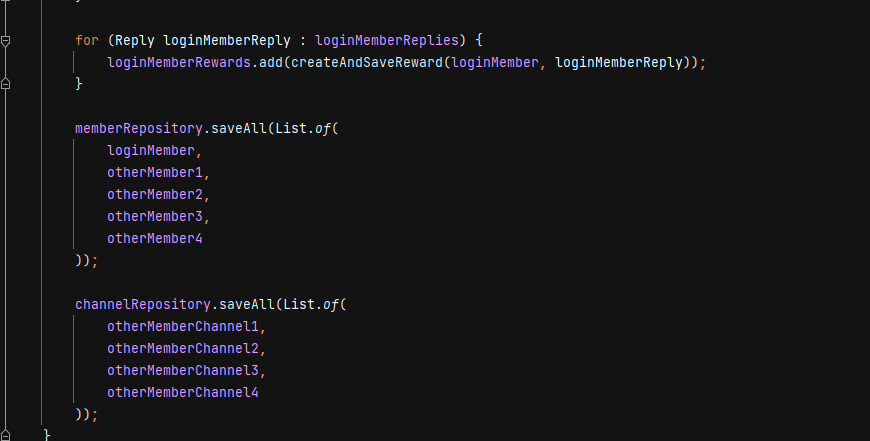 for (Reply loginMemberReply : loginMemberReplies) {
loginMemberRewards.add(createAndSaveReward(loginMember, loginMemberReply));
}
memberRepository.saveAll(List.of(
loginMember,
otherMember1,
otherMember2,
otherMember3,
otherMember4
));
channelRepository.saveAll(List.of(
otherMemberChannel1,
otherMemberChannel2,
otherMemberChannel3,
otherMemberChannel4
));
}